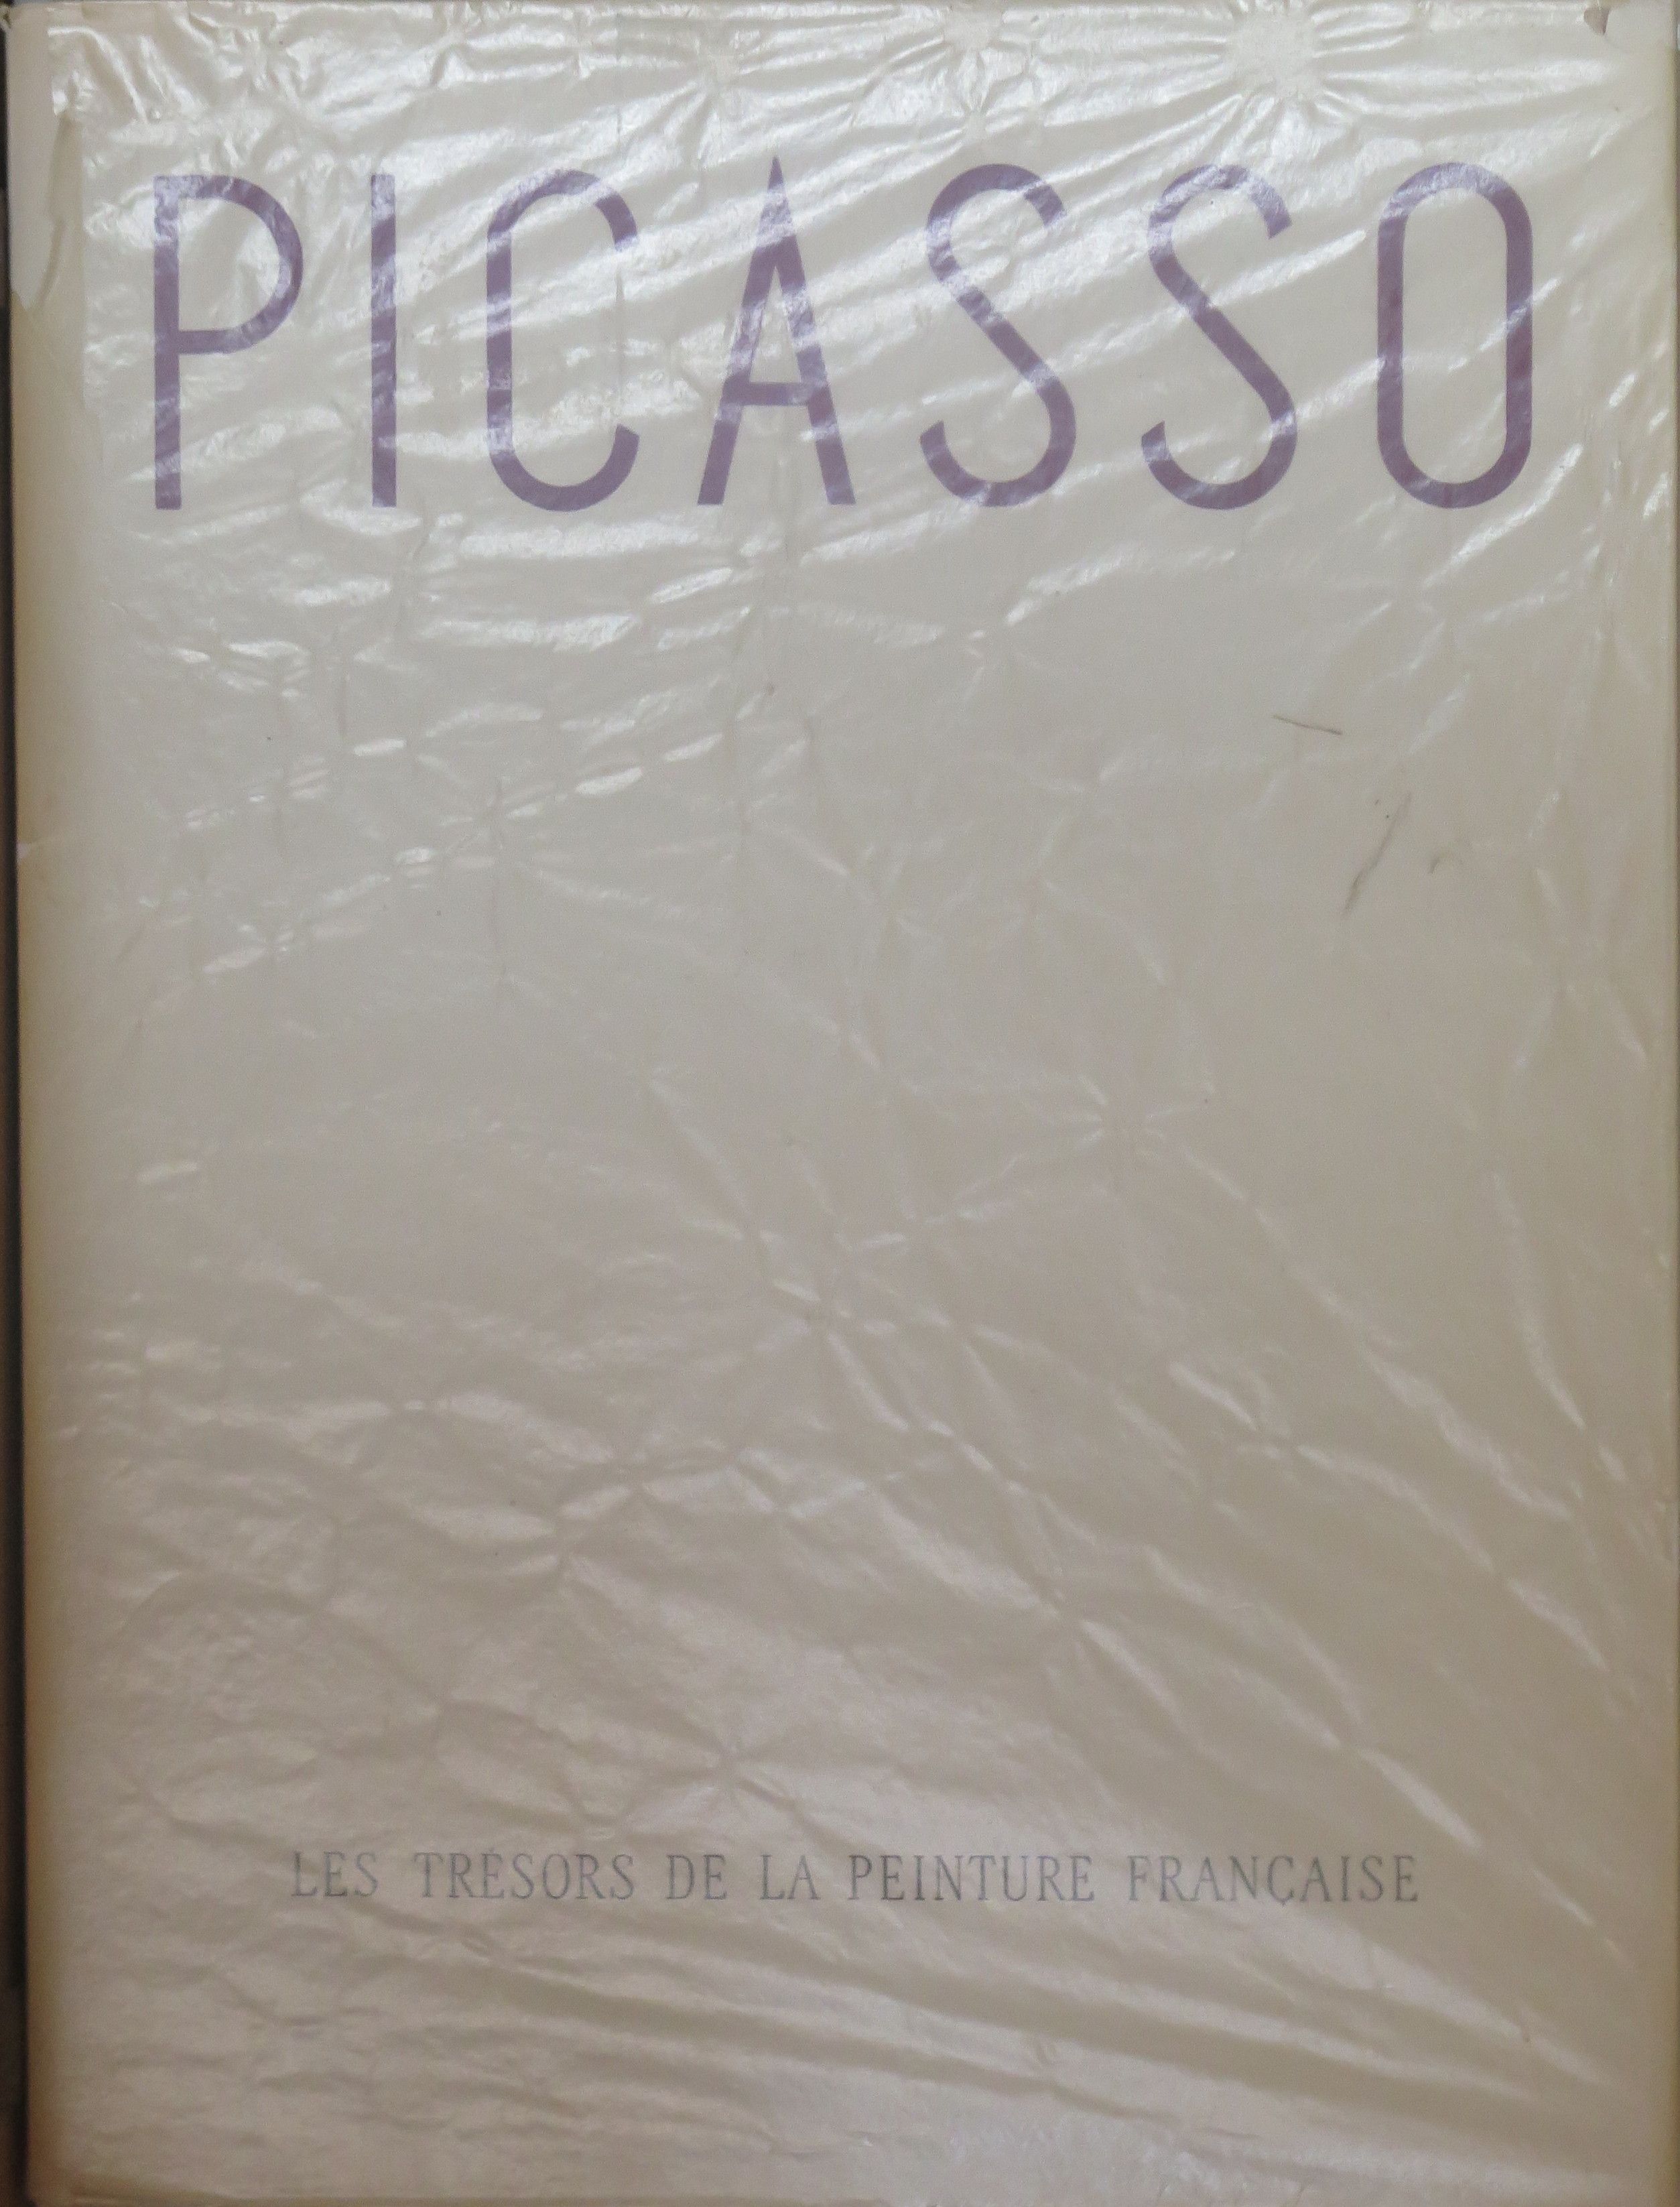 PICASSO
LES TRÉSORS DE LA PEINTURE FRANÇAISE